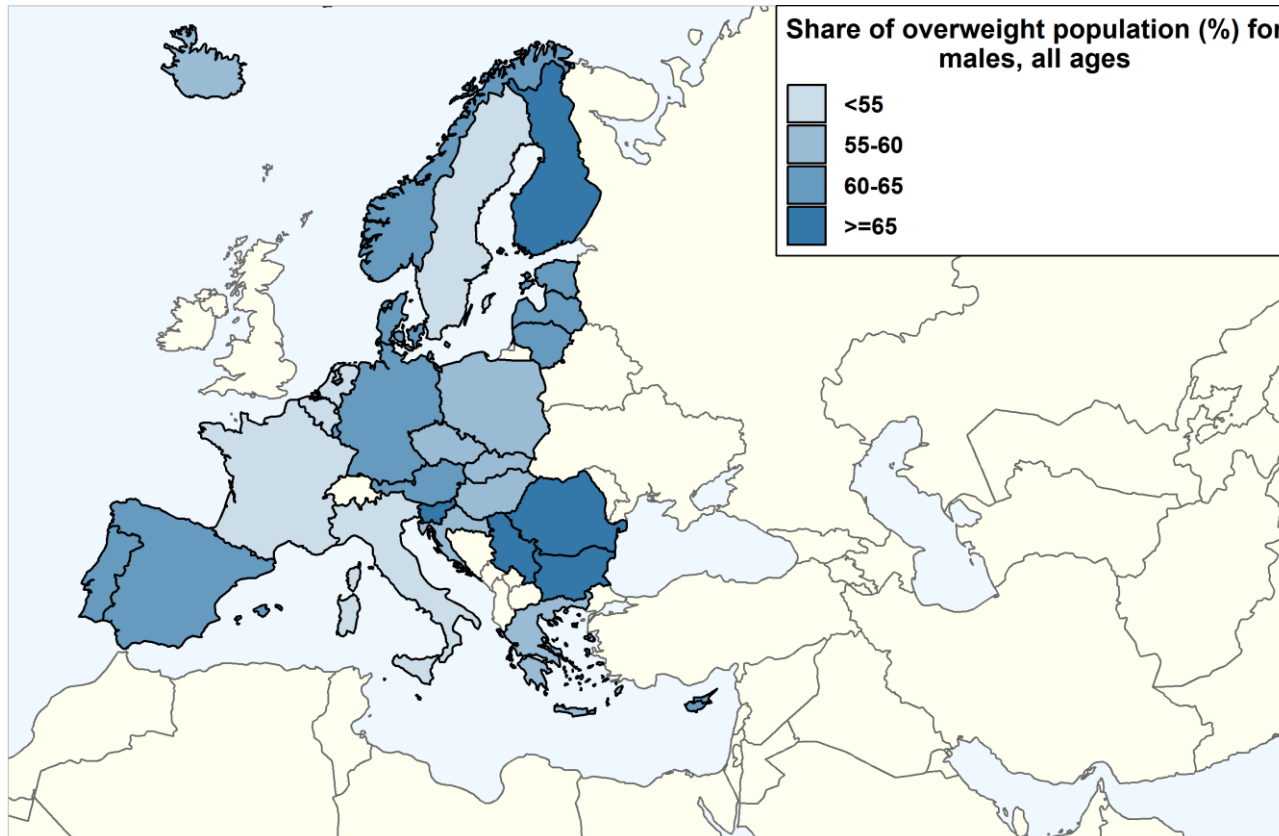 Share of overweight population (%) for
males, all ages
<55
55-60
60-65
>=65